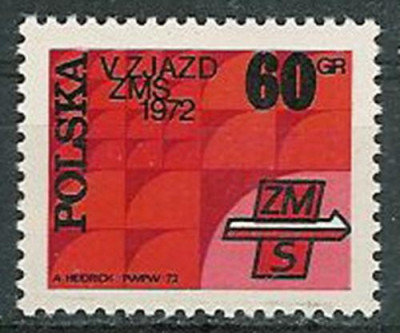 POLSKA
V ZJAZD
ZMS
1972
60 GR
ZM
S
A. HEIDRICH PWPW 72